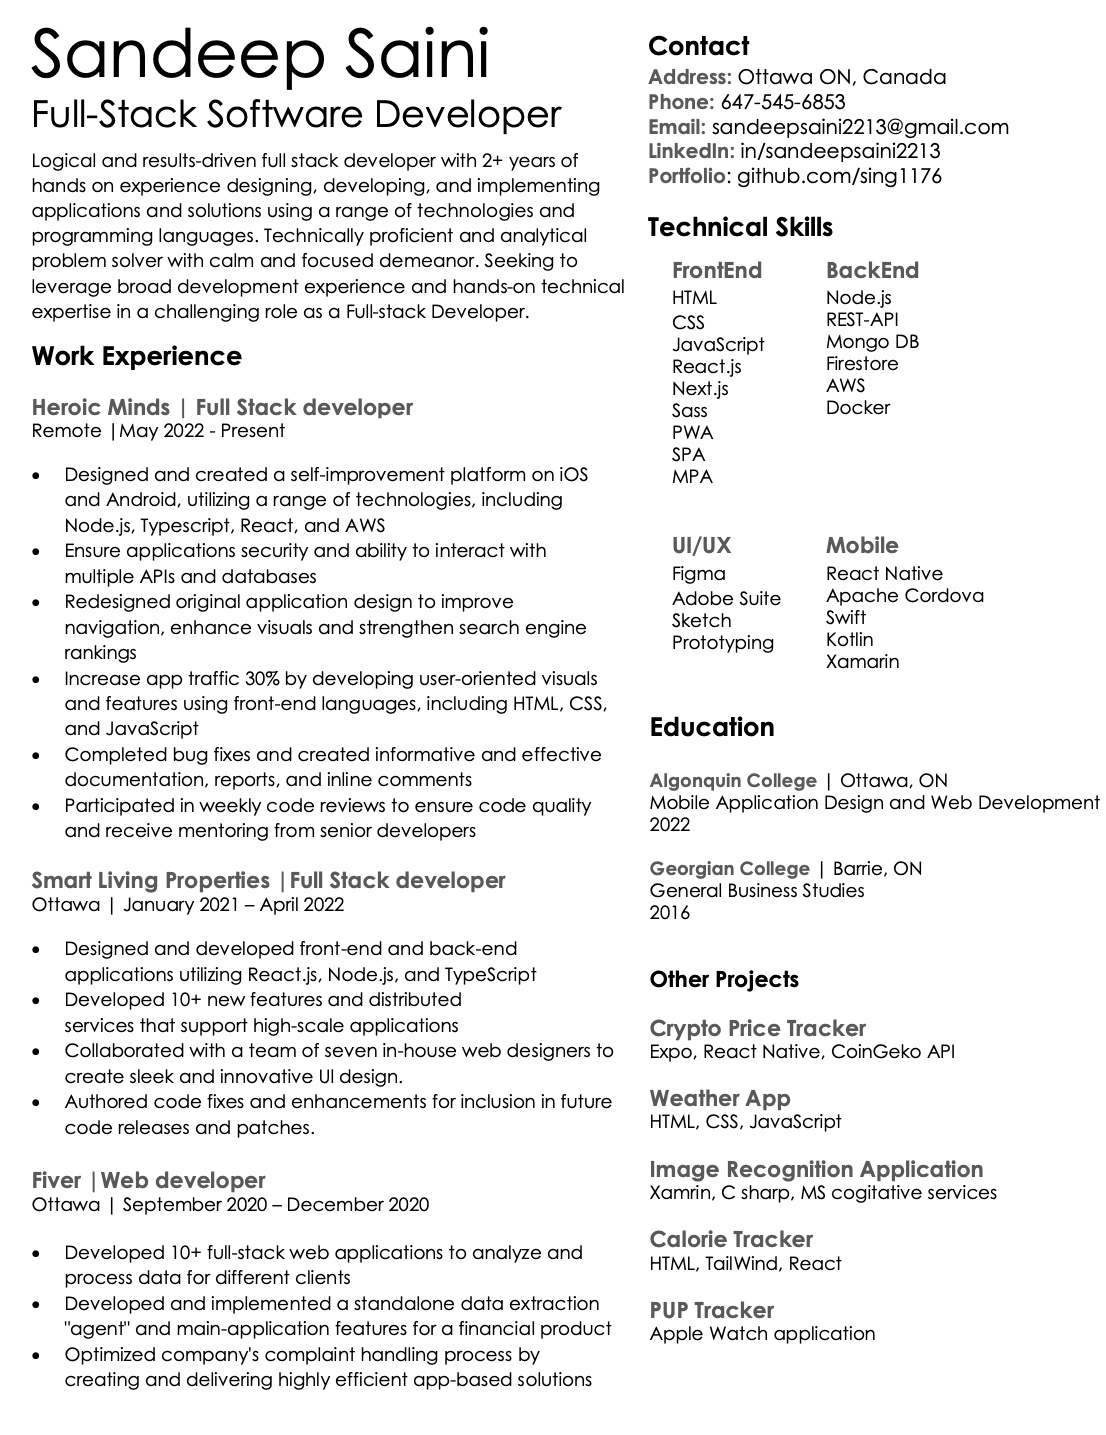 Sandeep Saini
Full-Stack Software Developer
Logical and results-driven full stack developer with 2+ years of
hands on experience designing, developing, and implementing
applications and solutions using a range of technologies and
programming languages. Technically proficient and analytical
problem solver with calm and focused demeanor. Seeking to
leverage broad development experience and hands-on technical
expertise in a challenging role as a Full-stack Developer.
Work Experience
Heroic Minds | Full Stack developer
Remote |May 2022 - Present
• Designed and created a self-improvement platform on iOS
and Android, utilizing a range of technologies, including
Node.js, Typescript, React, and AWS
• Ensure applications security and ability to interact with
multiple APIs and databases
• Redesigned original application design to improve
navigation, enhance visuals and strengthen search engine
rankings
• Increase app traffic 30% by developing user-oriented visuals
and features using front-end languages, including HTML, CSS,
and JavaScript
• Completed bug fixes and created informative and effective
documentation, reports, and inline comments
• Participated in weekly code reviews to ensure code quality
and receive mentoring from senior developers
Smart Living Properties |Full Stack developer
Ottawa | January 2021 – April 2022
• Designed and developed front-end and back-end
applications utilizing React.js, Node.js, and TypeScript
• Developed 10+ new features and distributed
services that support high-scale applications
• Collaborated with a team of seven in-house web designers to
create sleek and innovative UI design.
• Authored code fixes and enhancements for inclusion in future
code releases and patches.
Fiver |Web developer
Ottawa | September 2020 – December 2020
• Developed 10+ full-stack web applications to analyze and
process data for different clients
• Developed and implemented a standalone data extraction
"agent" and main-application features for a financial product
• Optimized company's complaint handling process by
creating and delivering highly efficient app-based solutions
Contact
Address: Ottawa ON, Canada
Phone: 647-545-6853
Email: sandeepsaini2213@gmail.com
LinkedIn: in/sandeepsaini2213
Portfolio: github.com/sing1176
Technical Skills
FrontEnd
HTML
CSS
JavaScript
React.js
Next.js
Sass
PWA
SPA
MPA
BackEnd
Node.js
REST-API
Mongo DB
Firestore
AWS
Docker
UI/UX
Figma
Adobe Suite
Sketch
Prototyping
Mobile
React Native
Apache Cordova
Swift
Kotlin
Xamarin
Education
Algonquin College | Ottawa, ON
Mobile Application Design and Web Development
2022
Georgian College | Barrie, ON
General Business Studies
2016
Other Projects
Crypto Price Tracker
Expo, React Native, CoinGeko API
Weather App
HTML, CSS, JavaScript
Image Recognition Application
Xamrin, C sharp, MS cogitative services
Calorie Tracker
HTML, TailWind, React
PUP Tracker
Apple Watch application